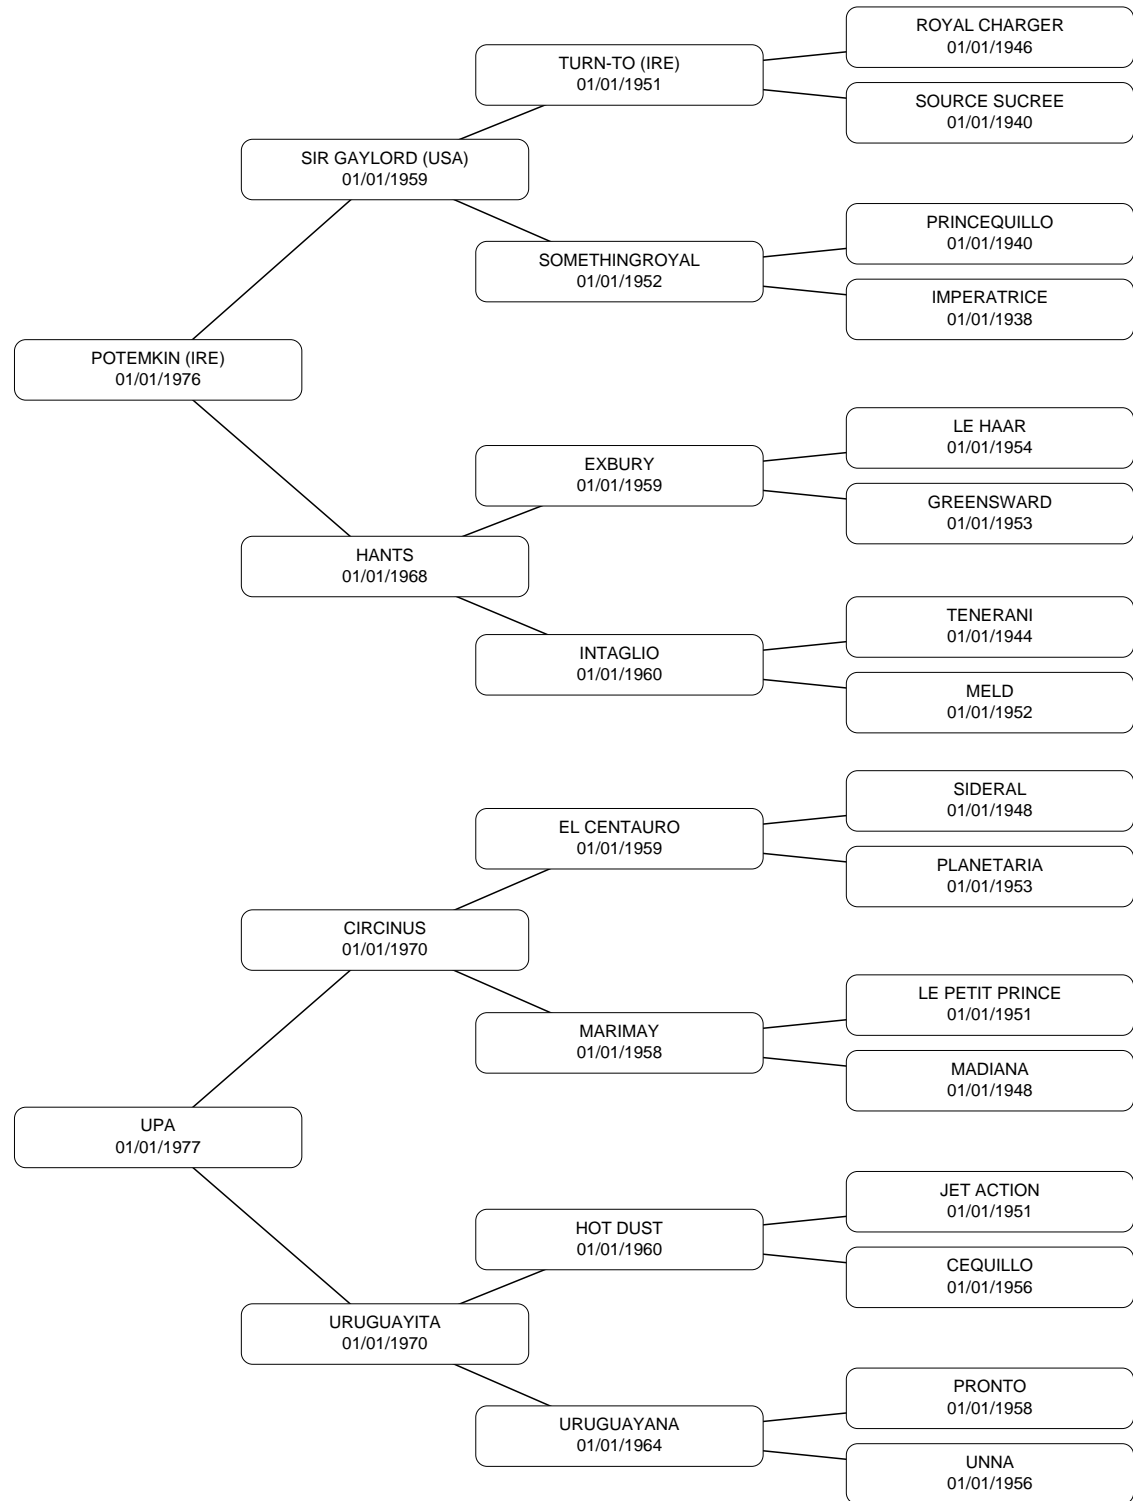 ROYAL CHARGER
01/01/1946
TURN-TO (IRE)
01/01/1951
SOURCE SUCREE
01/01/1940
SIR GAYLORD (USA)
01/01/1959
PRINCEQUILLO
01/01/1940
SOMETHINGROYAL
01/01/1952
IMPERATRICE
01/01/1938
POTEMKIN (IRE)
01/01/1976
LE HAAR
01/01/1954
EXBURY
01/01/1959
GREENSWARD
01/01/1953
HANTS
01/01/1968
TENERANI
01/01/1944
INTAGLIO
01/01/1960
MELD
01/01/1952
SIDERAL
01/01/1948
EL CENTAURO
01/01/1959
PLANETARIA
01/01/1953
CIRCINUS
01/01/1970
LE PETIT PRINCE
01/01/1951
MARIMAY
01/01/1958
MADIANA
01/01/1948
UPA
01/01/1977
JET ACTION
01/01/1951
HOT DUST
01/01/1960
CEQUILLO
01/01/1956
URUGUAYITA
01/01/1970
PRONTO
01/01/1958
URUGUAYANA
01/01/1964
UNNA
01/01/1956